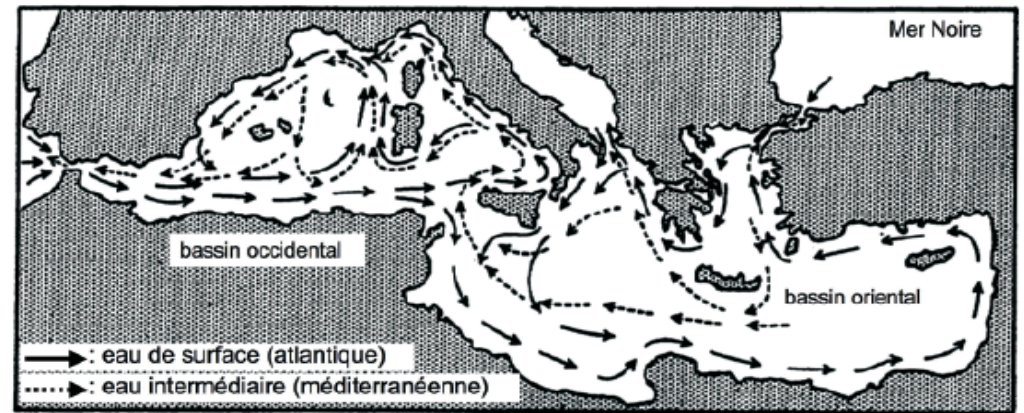 Mer Noire
bassin occidental
bassin oriental
: eau de surface (atlantique)
: eau intermédiaire (méditerranéenne)